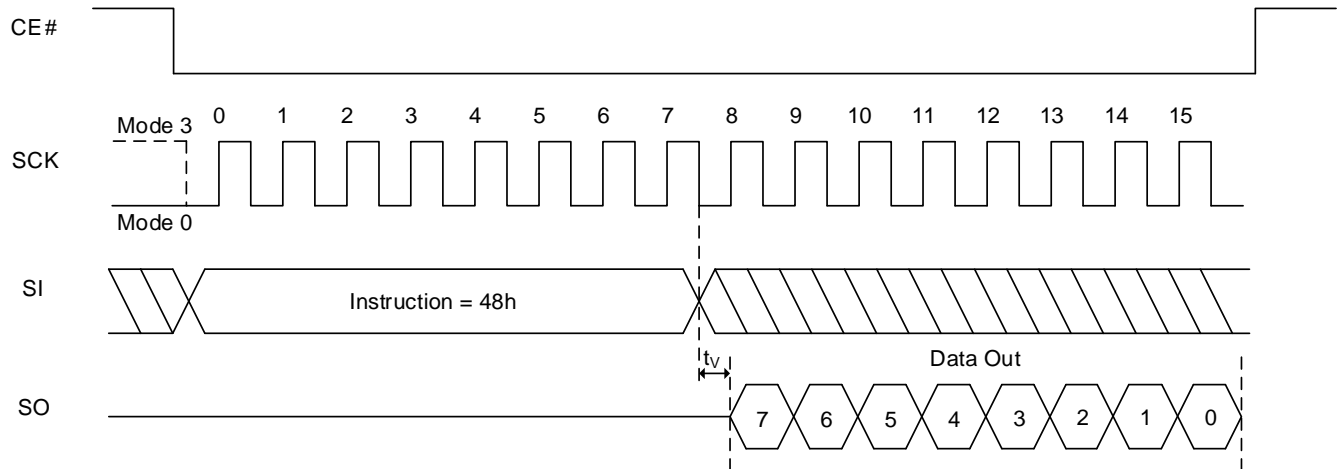 CE#
0 1 2 3 4 5 6 7 8 9 10 11 12 13 14 15
Mode 3
SCK
Mode 0
SI
Instruction = 48h
tV
Data Out
SO
7 6 5 4 3 2 1 0